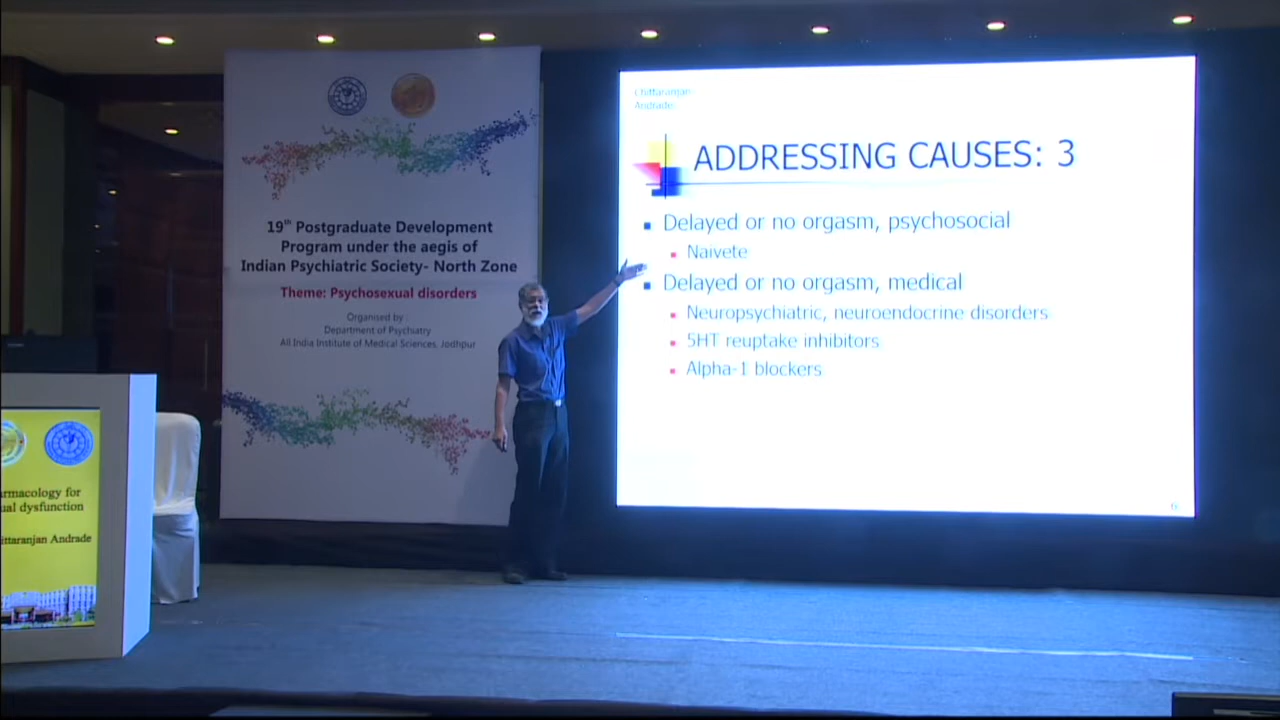 19th Postgraduate Development
Program under the aegis of
Indian Psychiatric Society- North Zone
Theme: Psychosexual disorders
Organised by
Department of Psychiatry
All India Institute of Medical Sciences, Jodhpur
Chittaranjan
Andrade
ADDRESSING CAUSES: 3
Delayed or no orgasm, psychosocial
Naivete
Delayed or no orgasm, medical
Neuropsychiatric, neuroendocrine disorders
5HT reuptake inhibitors
Alpha-1 blockers
6
armacology for
ual dysfunction
ittaranjan Andrade